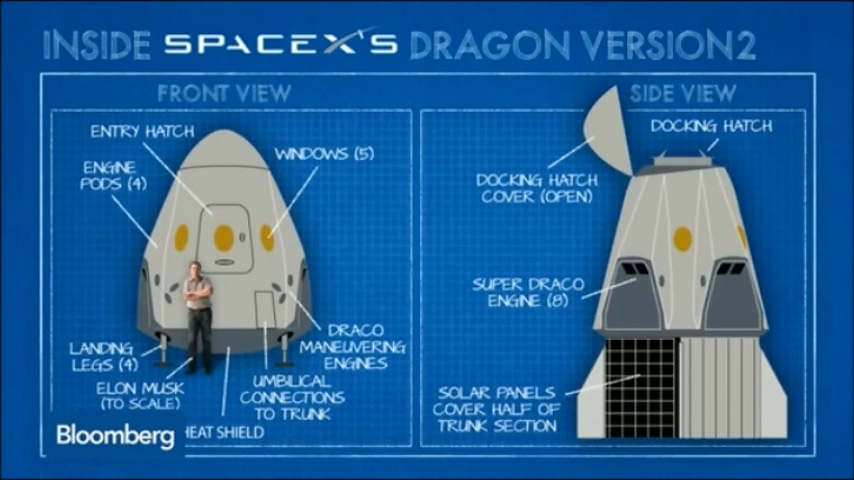 INSIDE SPACEX'S DRAGON VERSION2
FRONT VIEW
ENTRY HATCH
WINDOWS (5)
ENGINE
PODS (4)
LANDING
LEGS (4)
ELON MUSK
(TO SCALE)
HEAT SHIELD
UMBILICAL
CONNECTIONS
TO TRUNK
DRACO
MANEUVERING
ENGINES
SIDE VIEW
DOCKING HATCH
DOCKING HATCH
COVER (OPEN)
SUPER DRACO
ENGINE (8)
SOLAR PANELS
COVER HALF OF
TRUNK SECTION
Bloomberg